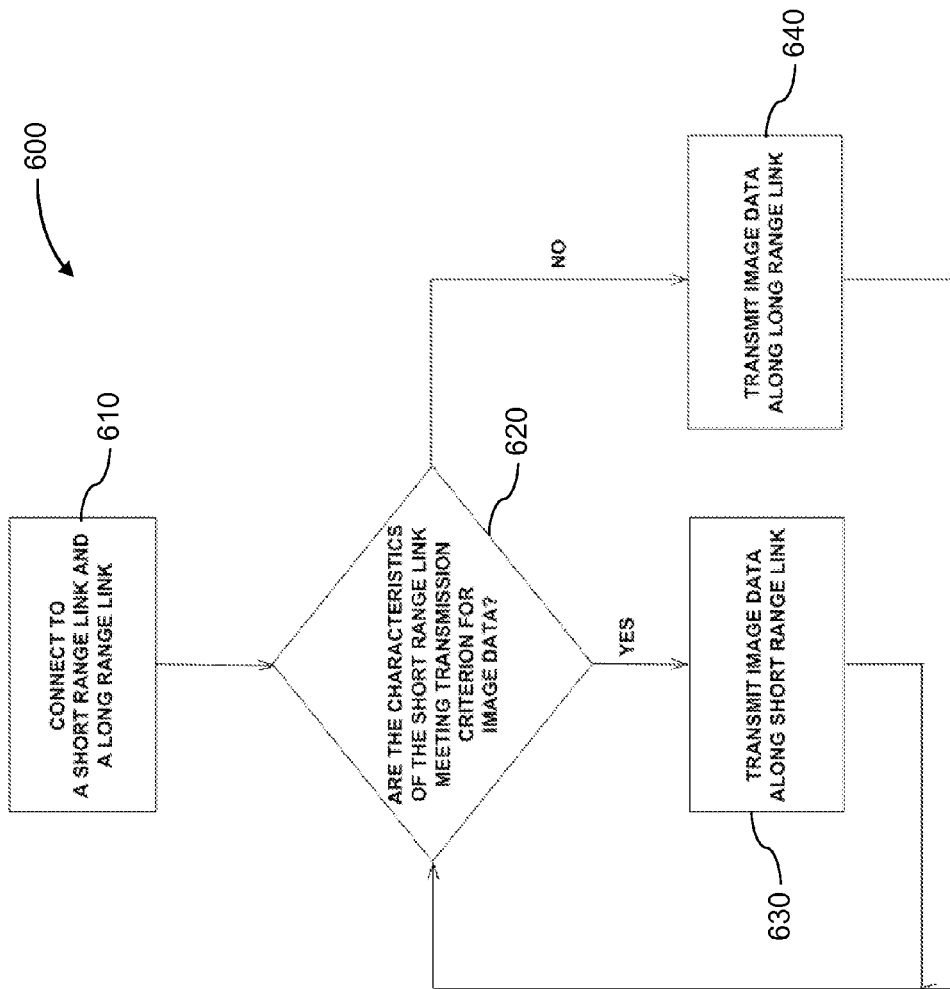 600
CONNECT TO
A SHORT RANGE LINK AND
A LONG RANGE LINK
610
ARE THE CHARACTERISTICS
OF THE SHORT RANGE LINK
MEETING TRANSMISSION
CRITERION FOR
IMAGE DATA?
620
NO
YES
TRANSMIT IMAGE DATA
ALONG SHORT RANGE LINK
630
TRANSMIT IMAGE DATA
ALONG LONG RANGE LINK
640